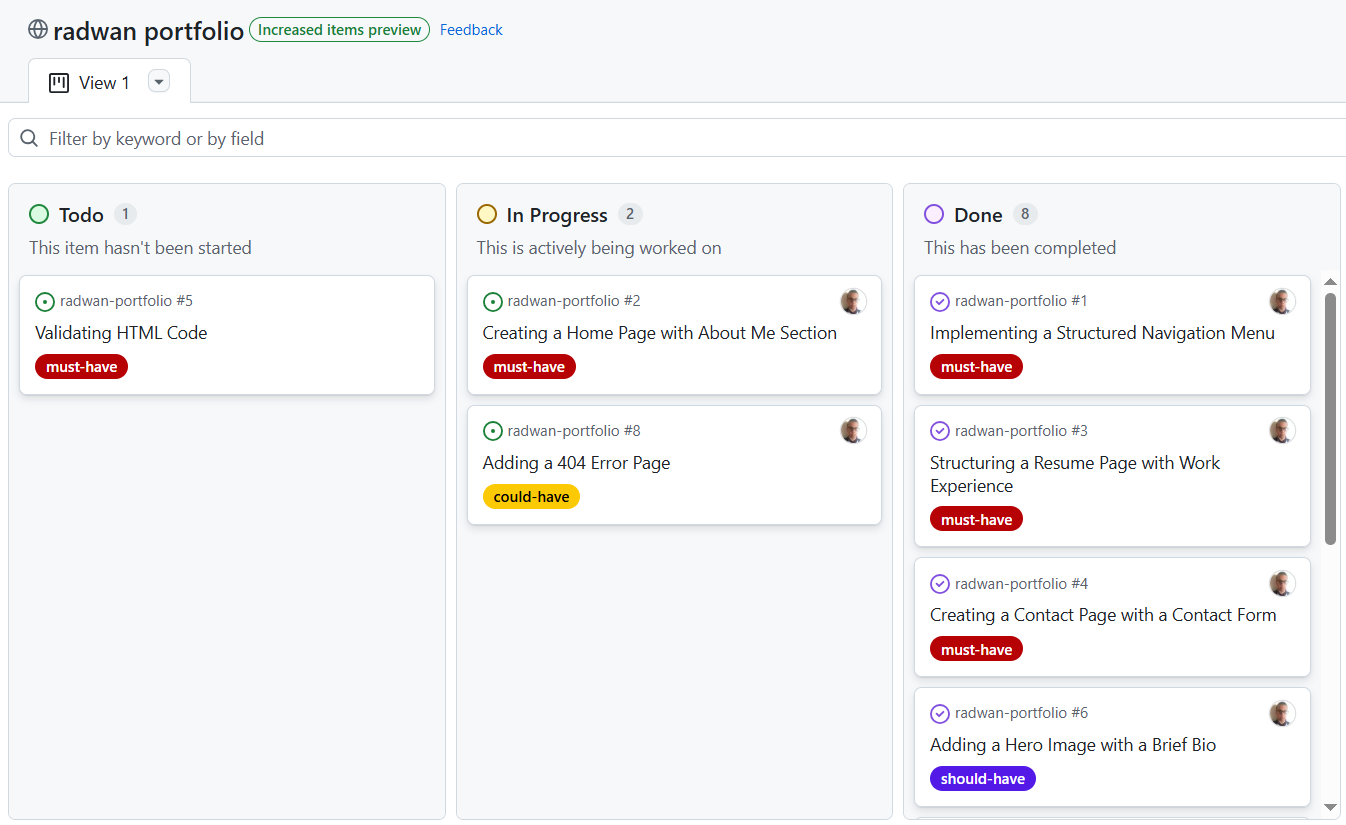 radwan portfolio Increased items preview Feedback
View 1
Filter by keyword or by field
Todo 1
This item hasn't been started
radwan-portfolio #5
Validating HTML Code
must-have
In Progress 2
This is actively being worked on
radwan-portfolio #2
Creating a Home Page with About Me Section
must-have
radwan-portfolio #8
Adding a 404 Error Page
could-have
Done 8
This has been completed
radwan-portfolio #1
Implementing a Structured Navigation Menu
must-have
radwan-portfolio #3
Structuring a Resume Page with Work
Experience
must-have
radwan-portfolio #4
Creating a Contact Page with a Contact Form
must-have
radwan-portfolio #6
Adding a Hero Image with a Brief Bio
should-have